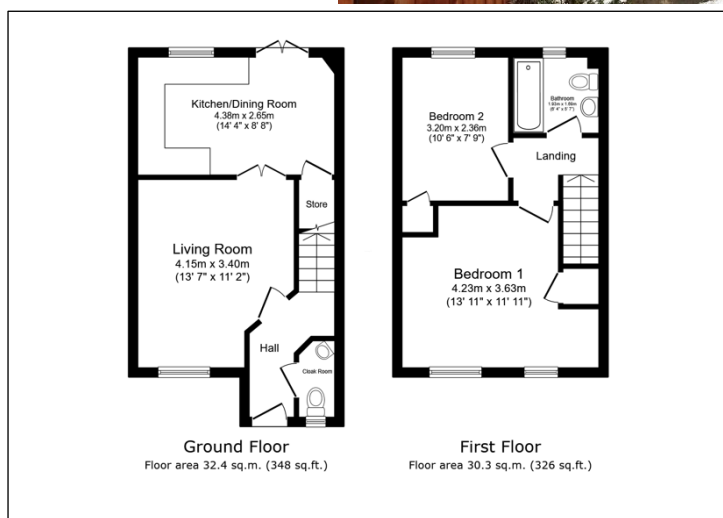 Kitchen/Dining Room
4.38m x 2.65m
(14' 4" x 8' 8")
Store
Living Room
4.15m x 3.40m
(13' 7" x 11' 2")
Hall
Cloak Room
Ground Floor
Floor area 32.4 sq.m. (348 sq.ft.)
Bedroom 2
3.20m x 2.36m
(10' 6" x 7' 9")
Bathroom
Landing
Bedroom 1
4.23m x 3.63m
(13' 11" x 11' 11")
First Floor
Floor area 30.3 sq.m. (326 sq.ft.)